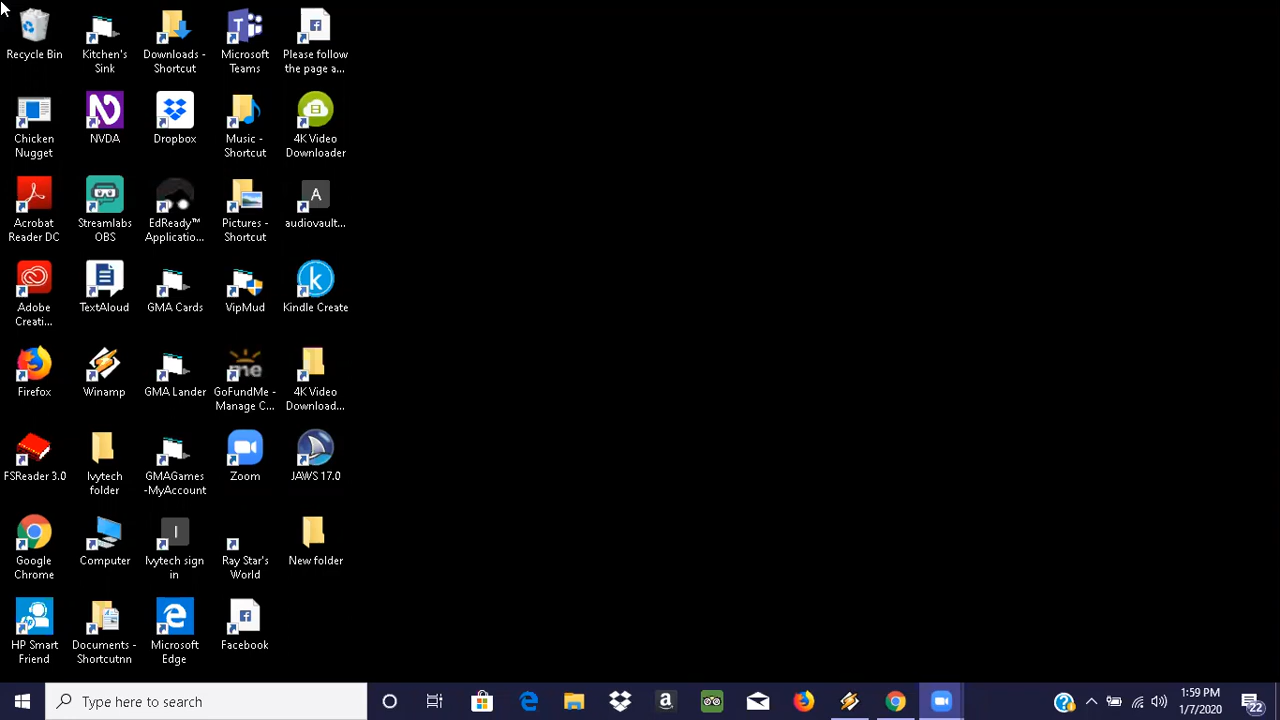 Recycle Bin
Kitchen's
Sink
Downloads -
Shortcut
Microsoft
Teams
Please follow
the page a...
Chicken
Nugget
NVDA
Dropbox
Music -
Shortcut
4K Video
Downloader
Acrobat
Reader DC
Streamlabs
OBS
EdReady™
Applicatio...
Pictures -
Shortcut
A
audiovault...
Adobe
Creati...
TextAloud
GMA Cards
VipMud
k
Kindle Create
Firefox
Winamp
GMA Lander
me
GoFundMe -
Manage C...
4K Video
Download...
FSReader 3.0
Ivytech
folder
GMAGames
-MyAccount
Zoom
JAWS 17.0
Google
Chrome
Computer
I
Ivytech sign
in
Ray Star's
World
New folder
HP Smart
Friend
Documents -
Shortcutnn
Microsoft
Edge
Facebook
Type here to search
1:59 PM
1/7/2020
22